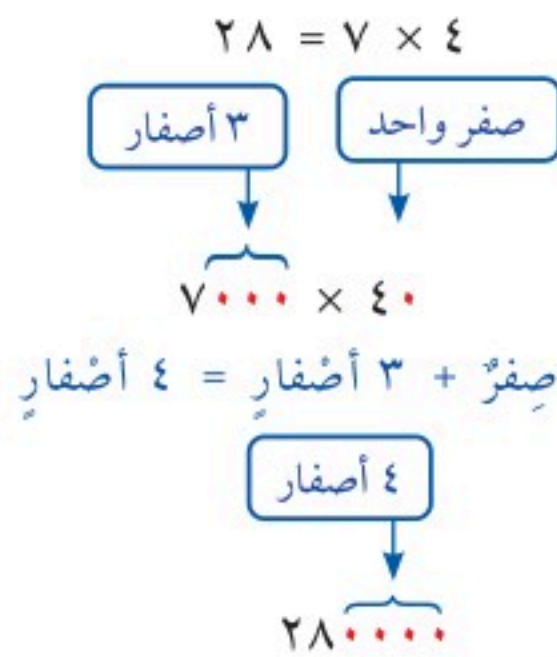 ٤ × ٧ = ٢٨
صفر واحد
٣ أصفار
٤٠ × ٧٠٠٠
صِفرٌ + ٣ أصْفارٍ = ٤ أصْفارٍ
٤ أصفار
٢٨٠٠٠٠